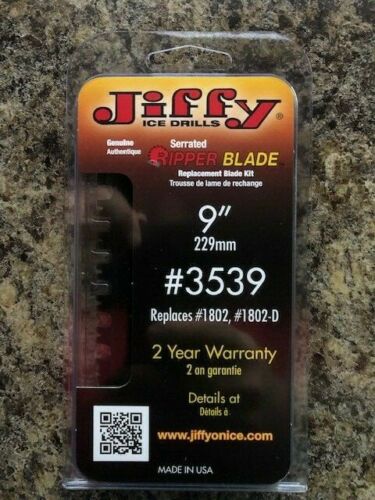 Jiffy®
ICE DRILLS
Genuine
Authentique
Serrated
RIPPER BLADE™
Replacement Blade Kit
Trousse de lame de rechange
9"
229mm
#3539
Replaces #1802, #1802-D
2 Year Warranty
2 an garantie
Details at
Détails à
www.jiffyonice.com
MADE IN USA